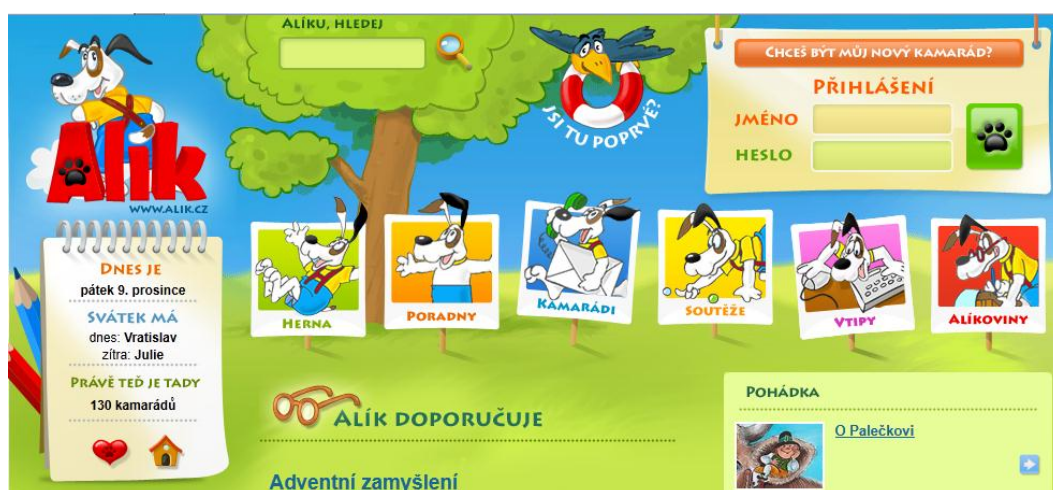 ALÍKU, HLEDEJ
JSI TU POPRVÉ?
CHCEŠ BÝT MŮJ NOVÝ KAMARÁD?
PŘIHLÁŠENÍ
JMÉNO
HESLO
Alík
WWW.ALIK.CZ
DNES JE
pátek 9. prosince
SVÁTEK MÁ
dnes: Vratislav
zítra: Julie
PRÁVĚ TEĎ JE TADY
130 kamarádů
HERNA
PORADNY
KAMARÁDI
SOUTĚŽE
VTIPY
ALÍKOVINY
ALÍK DOPORUČUJE
Adventní zamyšlení
POHÁDKA
O Palečkovi